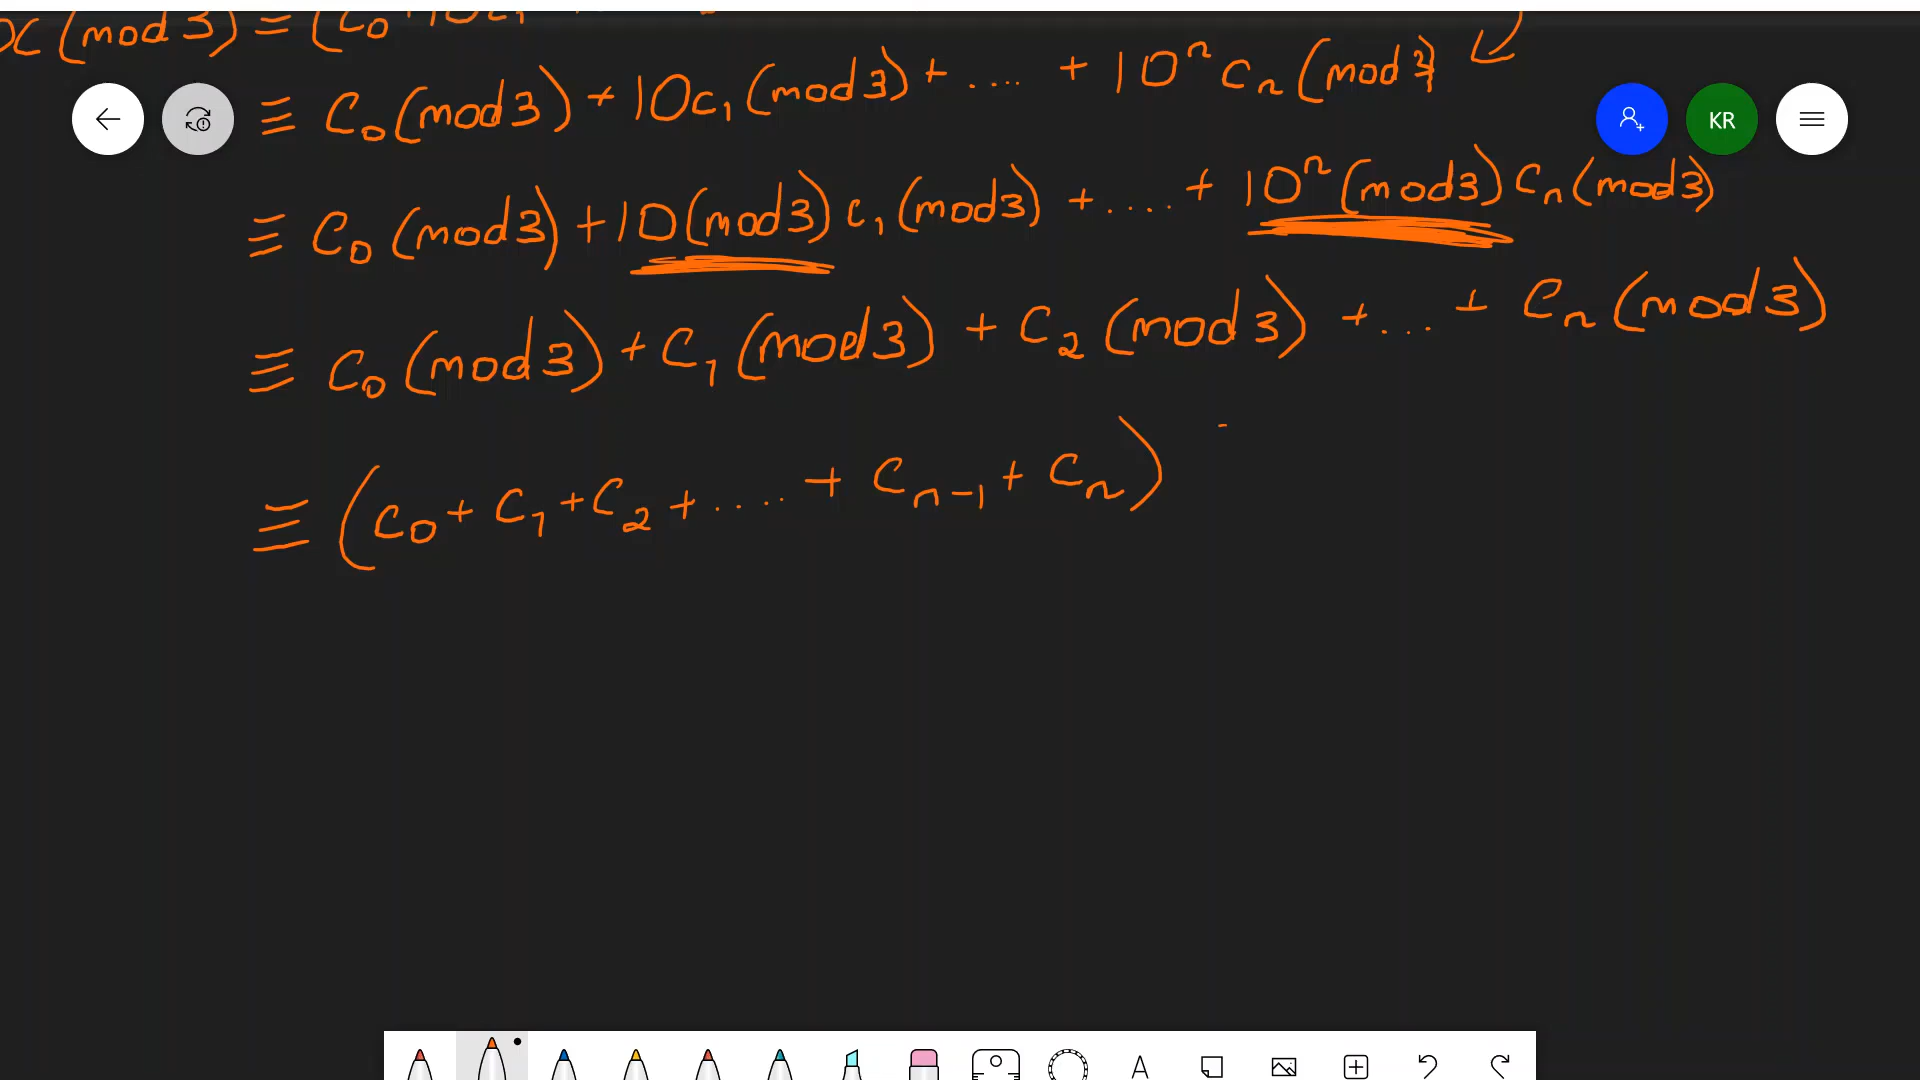 x (mod 3) ≡ (C₀ + 10C₁
≡ C₀ (mod 3) + 10C₁ (mod 3) + .... + 10ⁿ Cₙ (mod 3)
≡ C₀ (mod 3) + 10 (mod 3) C₁ (mod 3) + .... + 10ⁿ (mod 3) Cₙ (mod 3)
≡ C₀ (mod 3) + C₁ (mod 3) + C₂ (mod 3) + ... + Cₙ (mod 3)
≡ (C₀ + C₁ + C₂ + .... + Cₙ₋₁ + Cₙ)
KR
A